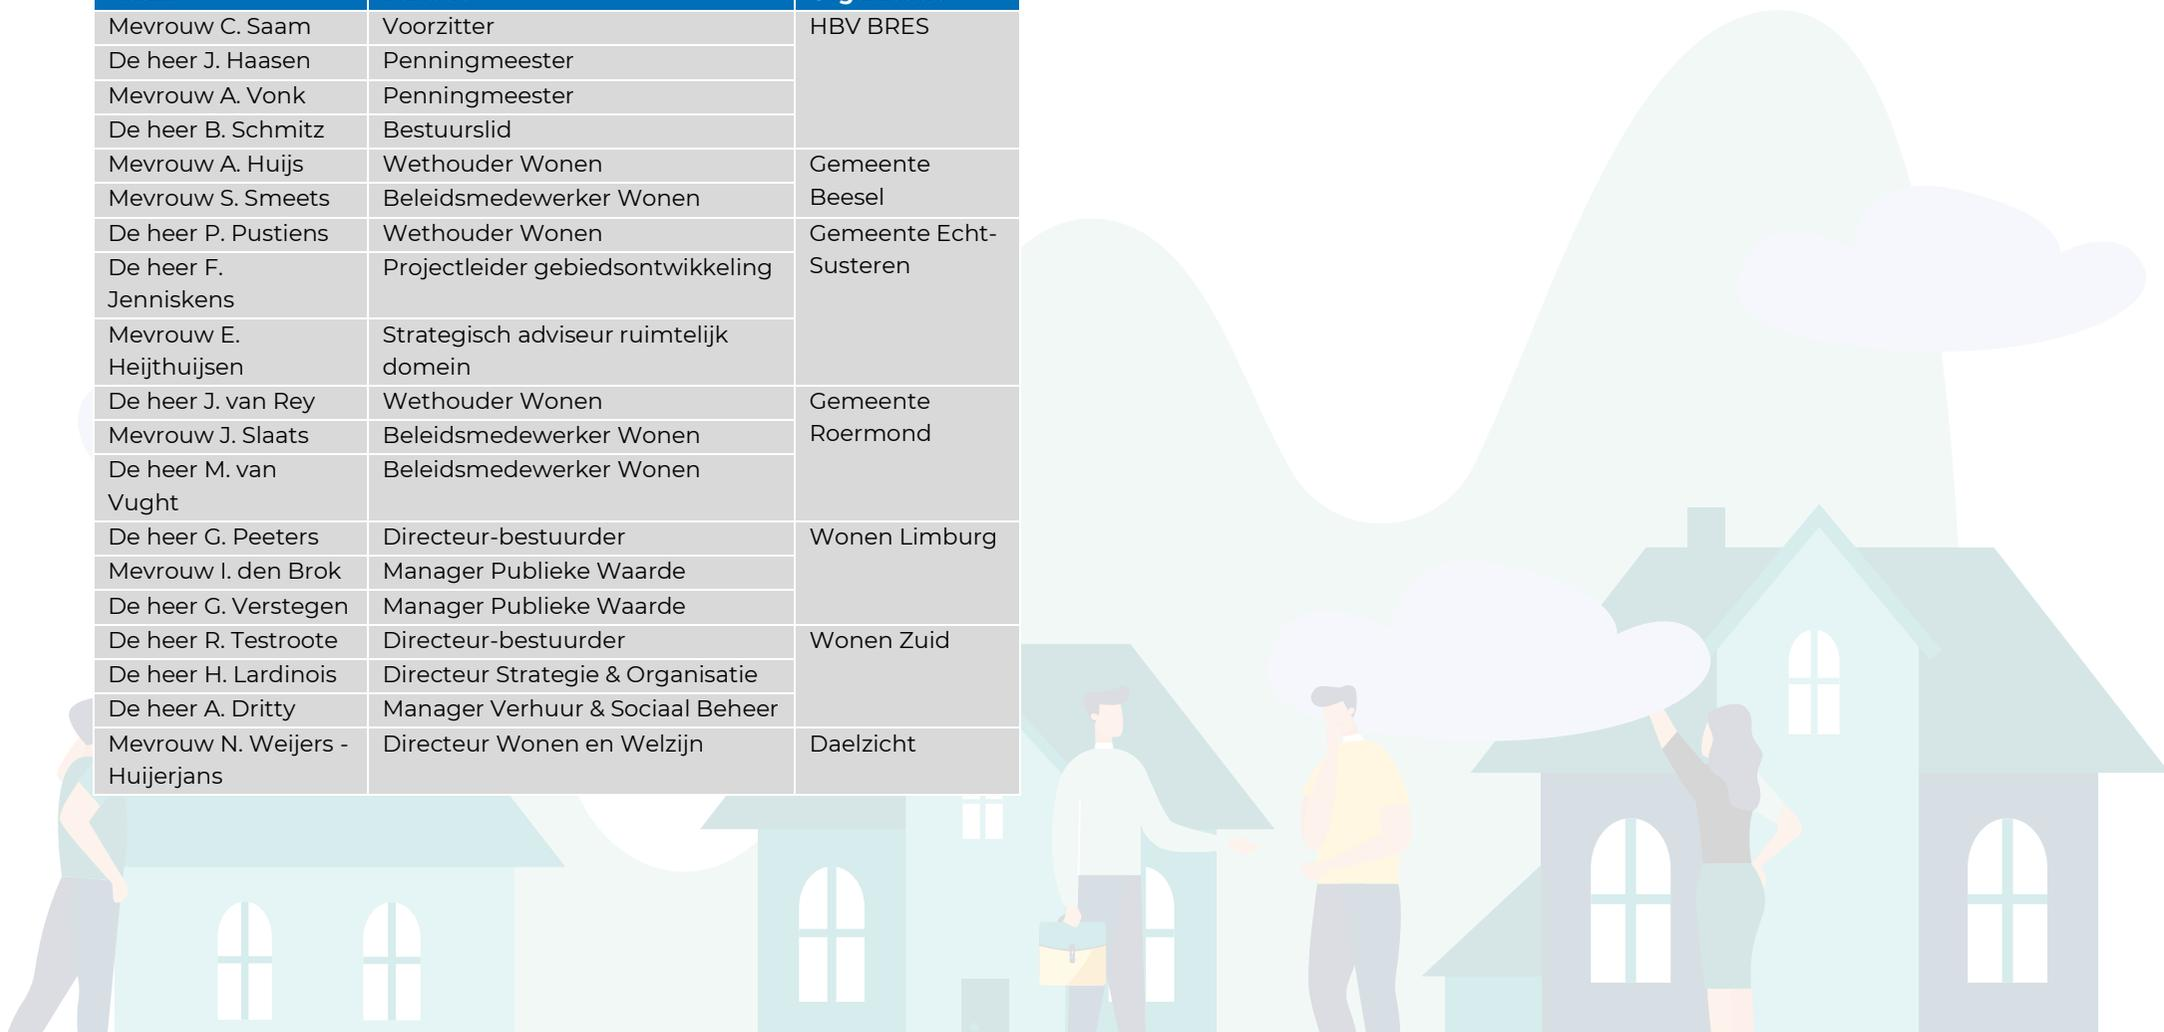 Mevrouw C. Saam Voorzitter HBV BRES
De heer J. Haasen Penningmeester
Mevrouw A. Vonk Penningmeester
De heer B. Schmitz Bestuurslid
Mevrouw A. Huijs Wethouder Wonen Gemeente
Mevrouw S. Smeets Beleidsmedewerker Wonen Beesel
De heer P. Pustiens Wethouder Wonen Gemeente Echt-
De heer F. Projectleider gebiedsontwikkeling Susteren
Jenniskens
Mevrouw E. Strategisch adviseur ruimtelijk
Heijthuijsen domein
De heer J. van Rey Wethouder Wonen Gemeente
Mevrouw J. Slaats Beleidsmedewerker Wonen Roermond
De heer M. van Beleidsmedewerker Wonen
Vught
De heer G. Peeters Directeur-bestuurder Wonen Limburg
Mevrouw I. den Brok Manager Publieke Waarde
De heer G. Verstegen Manager Publieke Waarde
De heer R. Testroote Directeur-bestuurder Wonen Zuid
De heer H. Lardinois Directeur Strategie & Organisatie
De heer A. Dritty Manager Verhuur & Sociaal Beheer
Mevrouw N. Weijers - Directeur Wonen en Welzijn Daelzicht
Huijerjans